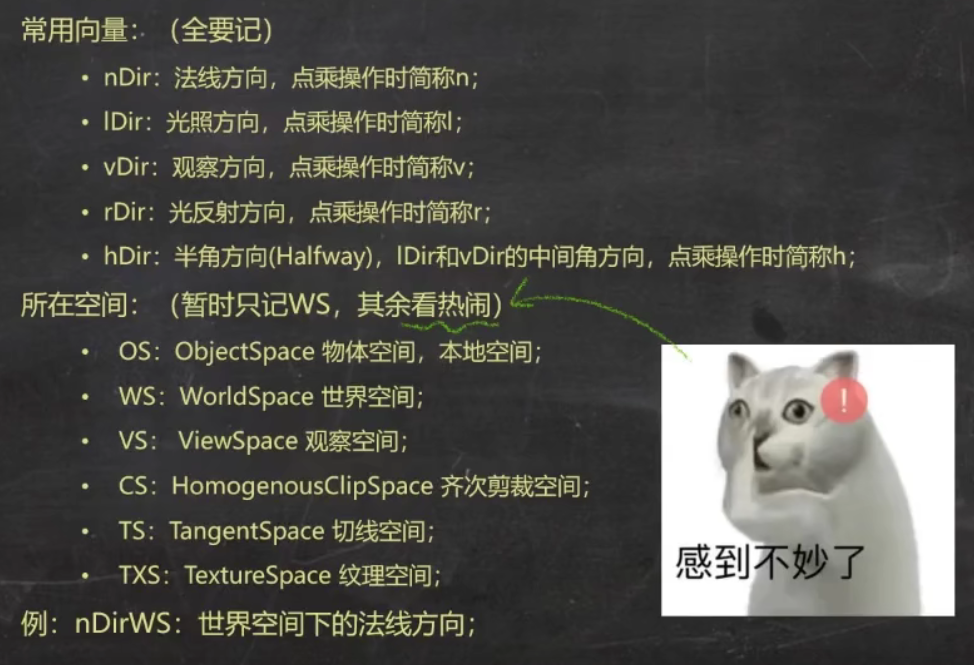 常用向量：（全要记）
• nDir：法线方向，点乘操作时简称n；
• lDir：光照方向，点乘操作时简称l；
• vDir：观察方向，点乘操作时简称v；
• rDir：光反射方向，点乘操作时简称r；
• hDir：半角方向(Halfway)，lDir和vDir的中间角方向，点乘操作时简称h；
所在空间：（暂时只记WS，其余看热闹）
• OS：ObjectSpace 物体空间，本地空间；
• WS：WorldSpace 世界空间；
• VS： ViewSpace 观察空间；
• CS：HomogenousClipSpace 齐次剪裁空间；
• TS：TangentSpace 切线空间；
• TXS：TextureSpace 纹理空间；
例：nDirWS：世界空间下的法线方向；
!
感到不妙了